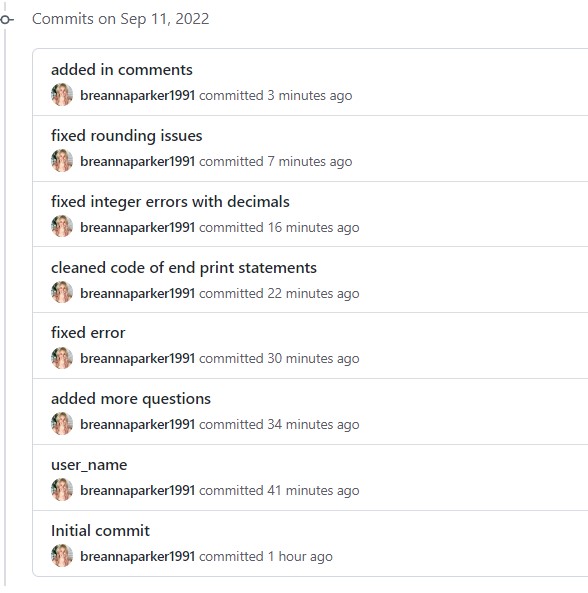 Commits on Sep 11, 2022
added in comments
breannaparker1991 committed 3 minutes ago
fixed rounding issues
breannaparker1991 committed 7 minutes ago
fixed integer errors with decimals
breannaparker1991 committed 16 minutes ago
cleaned code of end print statements
breannaparker1991 committed 22 minutes ago
fixed error
breannaparker1991 committed 30 minutes ago
added more questions
breannaparker1991 committed 34 minutes ago
user_name
breannaparker1991 committed 41 minutes ago
Initial commit
breannaparker1991 committed 1 hour ago